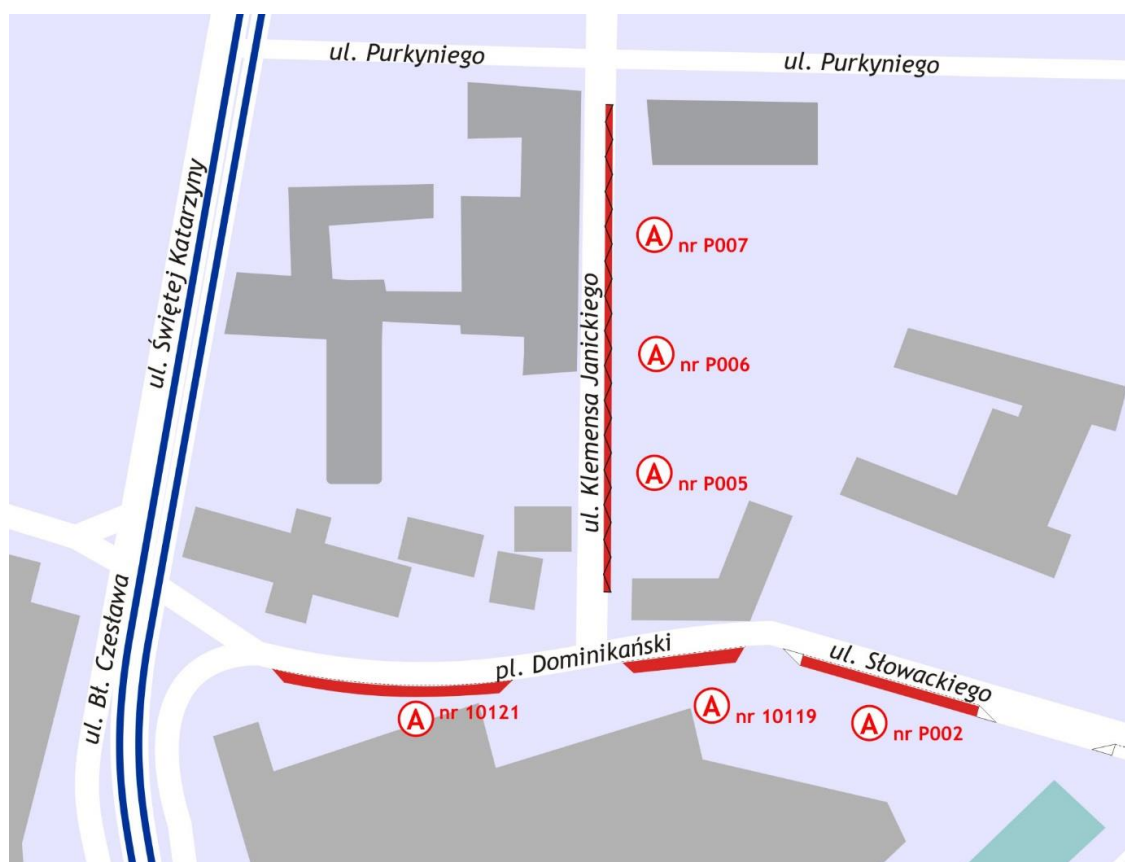 ul. Purkyniego
ul. Purkyniego
ul. Świętej Katarzyny
A nr P007
ul. Klemensa Janickiego
A nr P006
A nr P005
ul. Bł. Czesława
pl. Dominikański
ul. Słowackiego
A nr 10121
A nr 10119
A nr P002